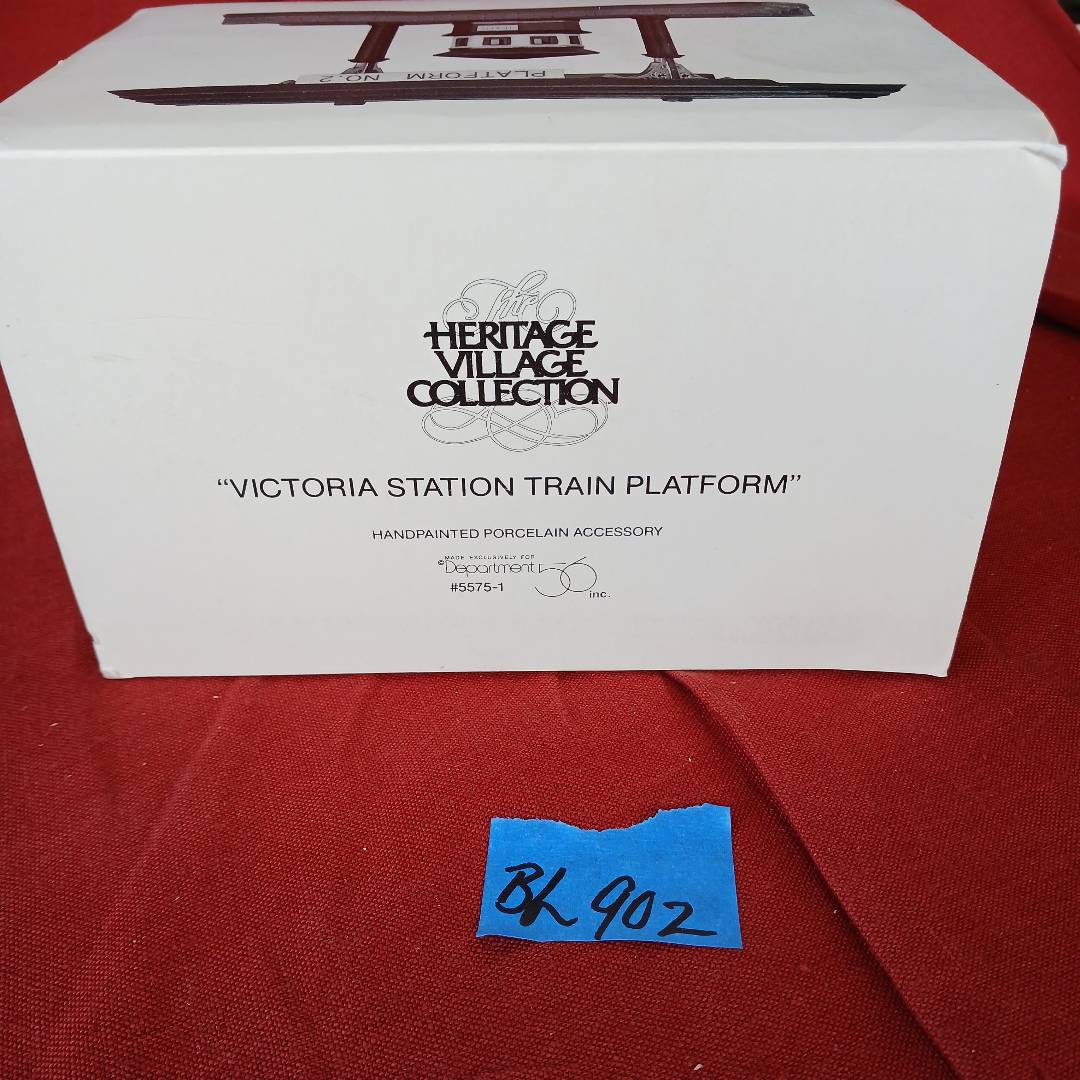 PLATFORM NO.2
The
HERITAGE
VILLAGE
COLLECTION
“VICTORIA STATION TRAIN PLATFORM”
HANDPAINTED PORCELAIN ACCESSORY
MADE EXCLUSIVELY FOR
©Department 56 inc.
#5575-1
BL 902